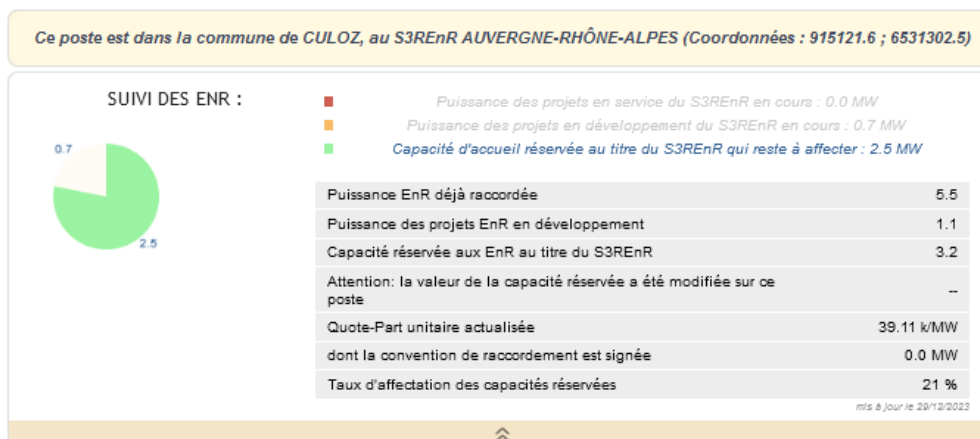 Ce poste est dans la commune de CULOZ, au S3REnR AUVERGNE-RHÔNE-ALPES (Coordonnées : 915121.6 ; 6531302.5)
SUIVI DES ENR :
Puissance des projets en service du S3REnR en cours : 0.0 MW
Puissance des projets en développement du S3REnR en cours : 0.7 MW
Capacité d'accueil réservée au titre du S3REnR qui reste à affecter : 2.5 MW
0.7
2.5
Puissance EnR déjà raccordée 5.5
Puissance des projets EnR en développement 1.1
Capacité réservée aux EnR au titre du S3REnR 3.2
Attention: la valeur de la capacité réservée a été modifiée sur ce
poste --
Quote-Part unitaire actualisée 39.11 k/MW
dont la convention de raccordement est signée 0.0 MW
Taux d'affectation des capacités réservées 21 %
mis à jour le 29/12/2023